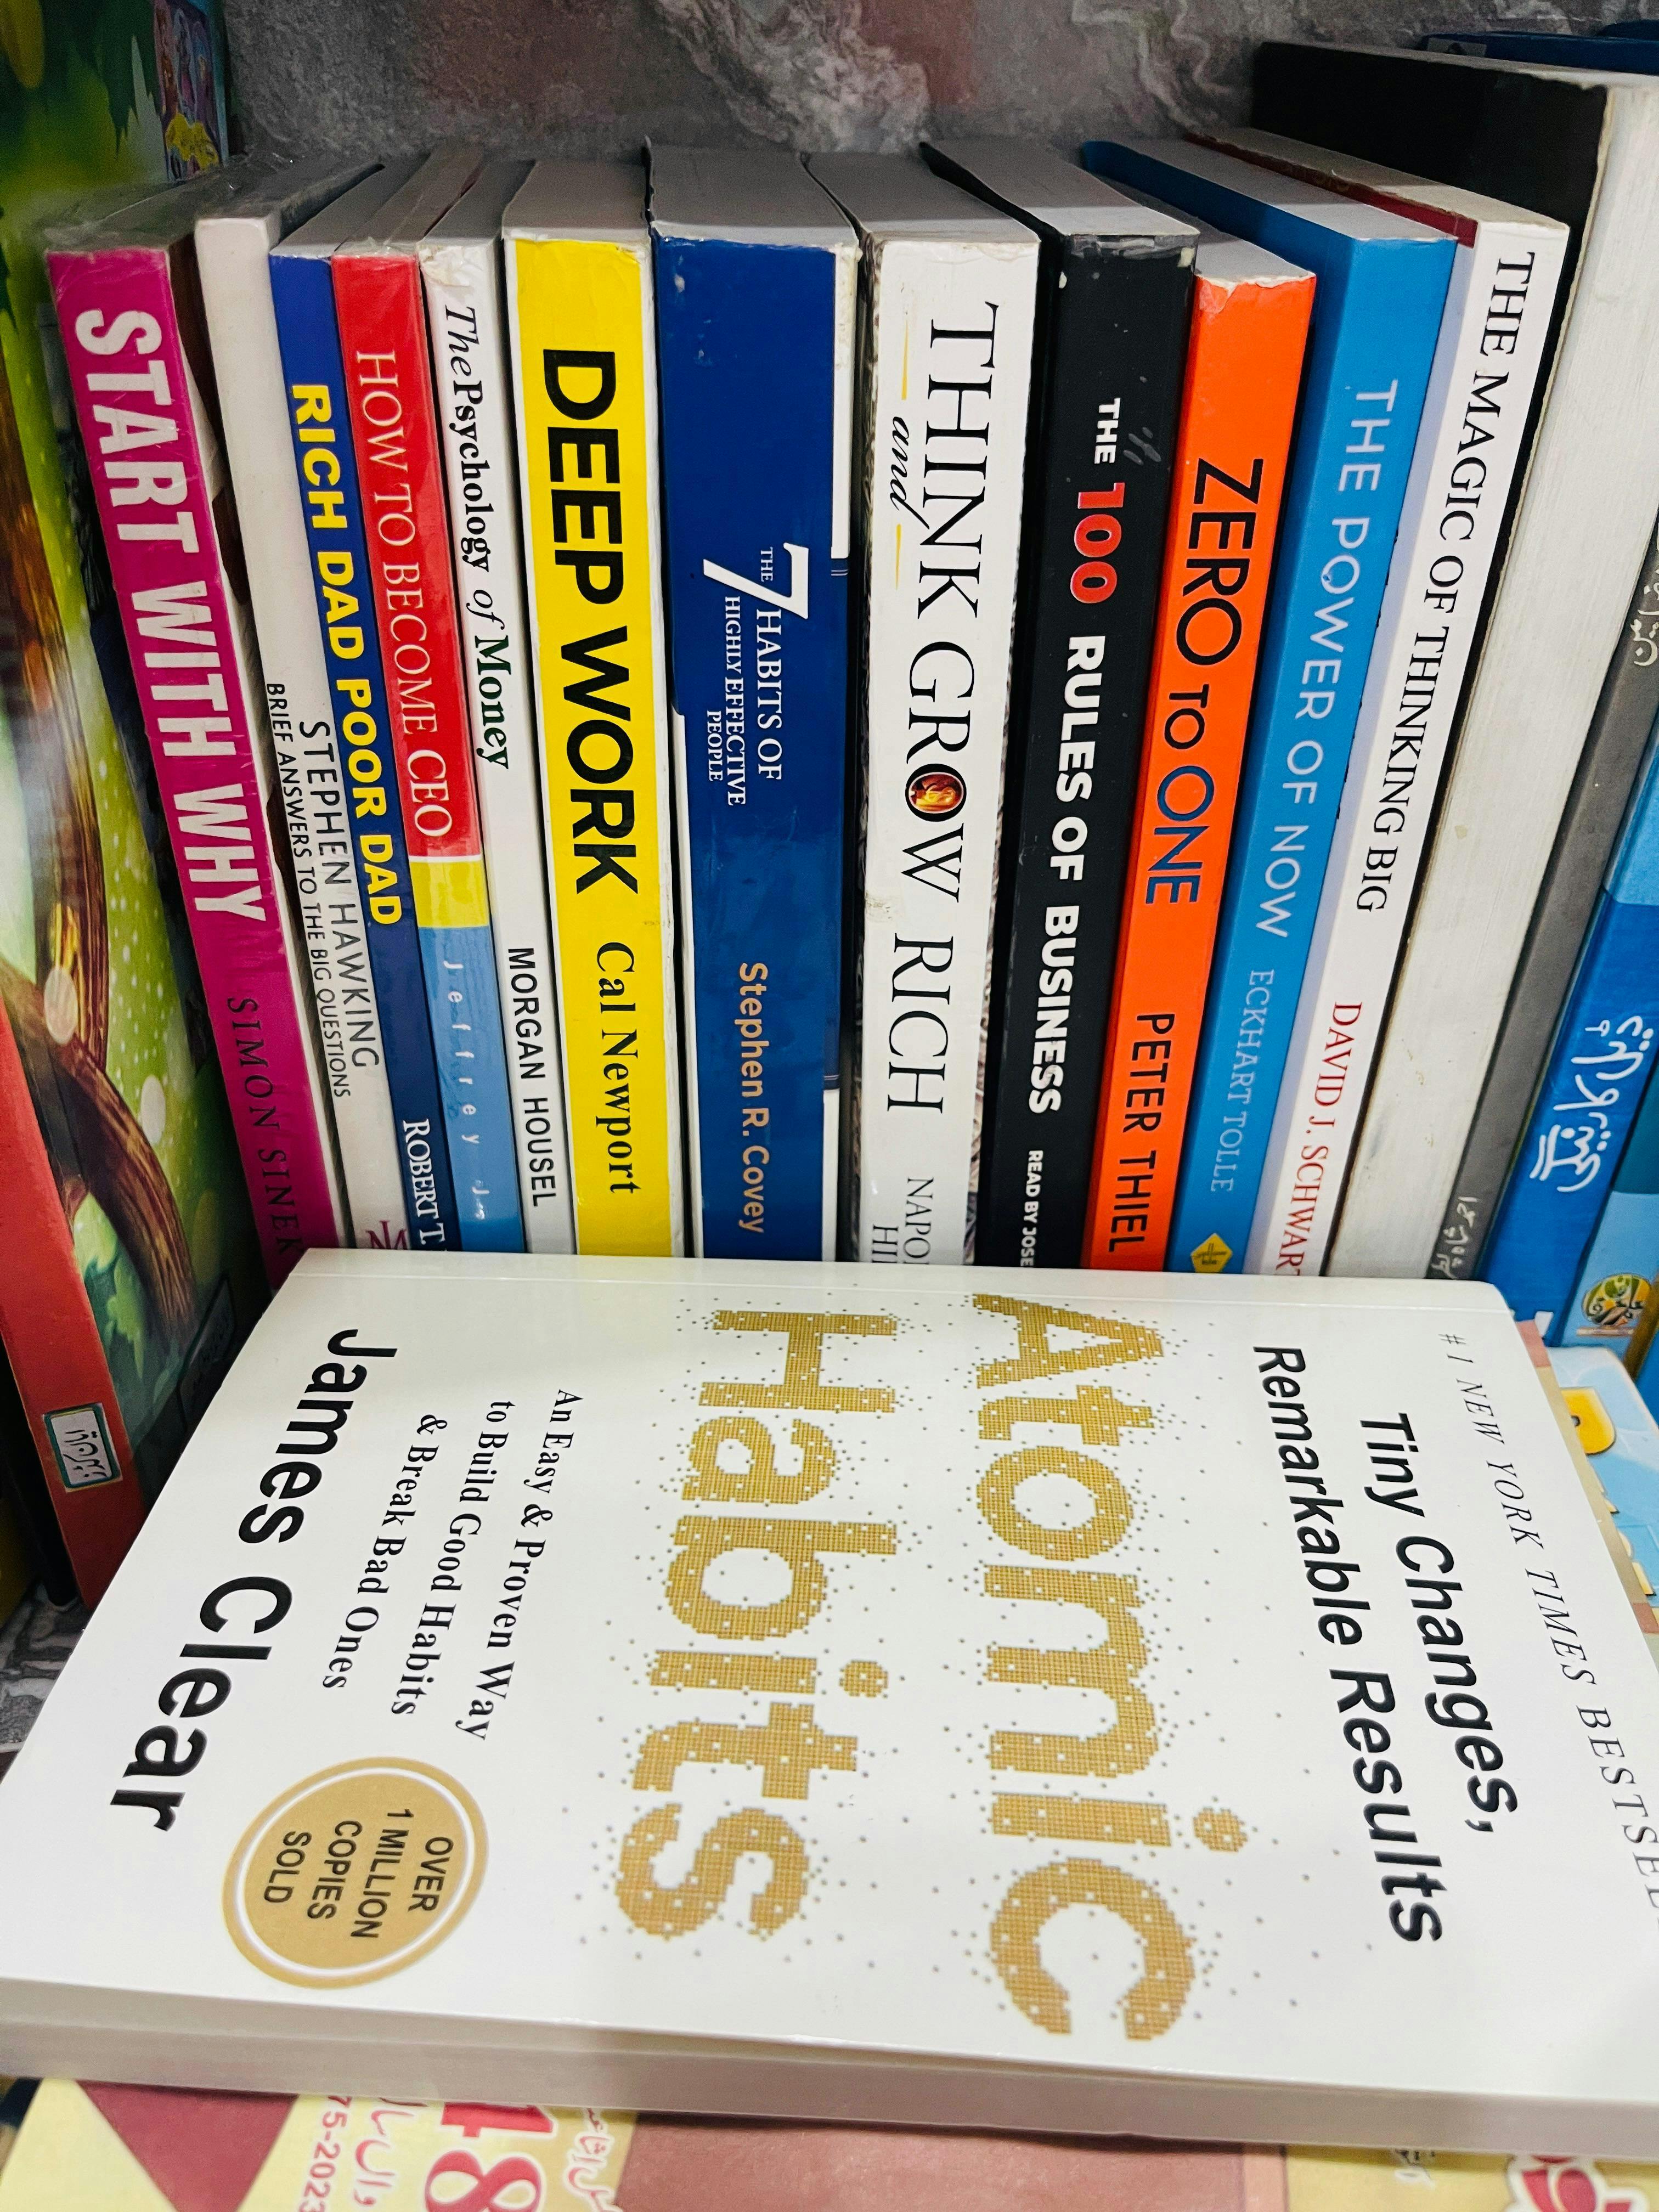 START WITH WHY SIMON SINEK
STEPHEN HAWKING
BRIEF ANSWERS TO THE BIG QUESTIONS
RICH DAD POOR DAD ROBERT T.
HOW TO BECOME CEO Jeffrey J.
The Psychology of Money MORGAN HOUSEL
DEEP WORK Cal Newport
THE 7 HABITS OF
HIGHLY EFFECTIVE
PEOPLE
Stephen R. Covey
THINK
and
GROW RICH
THE 100 RULES OF BUSINESS READ BY
ZERO TO ONE PETER THIEL
THE POWER OF NOW ECKHART TOLLE
THE MAGIC OF THINKING BIG DAVID J.
#1 NEW YORK TIMES
Tiny Changes,
Remarkable Results
Atomic
Habits
An Easy & Proven Way
to Build Good Habits
& Break Bad Ones
James Clear
OVER
1 MILLION
COPIES
SOLD
75-2023
48